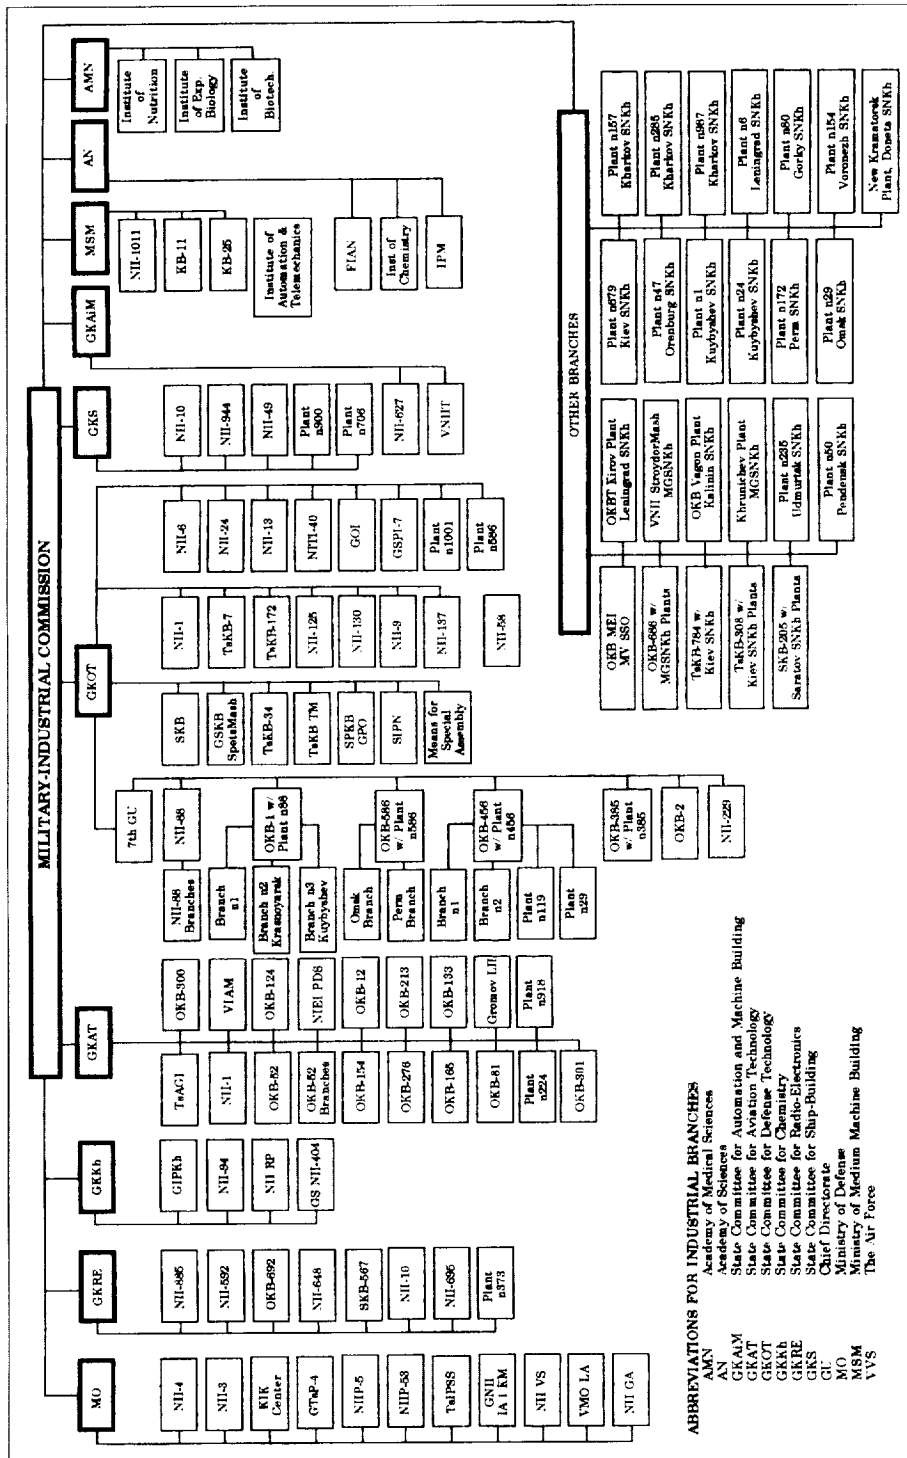 MILITARY-INDUSTRIAL COMMISSION
MO
NII-4
NII-3
KIK
Center
GTsP-4
NIIP-5
NIIP-53
TsIPSS
GNII
IA i KM
NII VS
VMO LA
NII GA
GKRE
NII-885
NII-592
OKB-692
NII-648
SKB-567
NII-10
NII-695
Plant
n373
GKKh
GIPKh
NII-94
NII RP
GS NII-404
GKAT
TsAGI
NII-1
OKB-52
OKB-52
Branches
OKB-154
OKB-276
OKB-165
OKB-81
Plant
n224
OKB-301
OKB-300
VIAM
OKB-124
NIEI PDS
OKB-12
OKB-213
OKB-133
Gromov LII
Plant
n918
GKOT
7th GU
NII-88
Branches
NII-88
Branch
n1
Branch n2
Krasnoyarsk
Branch n3
Kuybyshev
OKB-1 w/
Plant n88
Omsk
Branch
Perm
Branch
OKB-586
w/ Plant
n586
Branch
n1
Branch
n2
Plant
n119
Plant
n29
OKB-456
w/ Plant
n456
OKB-385
w/ Plant
n385
OKB-2
NII-229
SKB
GSKB
SpetsMash
TsKB-34
TsKB TM
SPKB
GPO
SIPN
Means for
Special
Assembly
NII-1
TsKB-7
TsKB-172
NII-125
NII-130
NII-9
NII-137
NII-58
NII-6
NII-24
NII-13
NITI-40
GOI
GSPI-7
Plant
n1001
Plant
n586
GKS
NII-10
NII-944
NII-49
Plant
n900
Plant
n706
GKAiM
NII-627
VNIIT
MSM
NII-1011
KB-11
KB-25
Institute of
Automation &
Telemechanics
AN
FIAN
Inst of
Chemistry
IPM
AMN
Institute
of
Nutrition
Institute
of Exp.
Biology
Institute
of
Biotech.
OTHER BRANCHES
OKB MEI
MV SSO
OKB-686 w/
MGSNKh Plants
TsKB-784 w/
Kiev SNKh
TsKB-308 w/
Kiev SNKh Plants
SKB-205 w/
Saratov SNKh Plants
OKBT Kirov Plant
Leningrad SNKh
VNII StroydorMash
MGSNKh
OKB Vagon Plant
Kalinin SNKh
Khrunichev Plant
MGSNKh
Plant n235
Udmurtsk SNKh
Plant n50
Pendensk SNKh
Plant n679
Kiev SNKh
Plant n47
Orenburg SNKh
Plant n1
Kuybyshev SNKh
Plant n24
Kuybyshev SNKh
Plant n172
Perm SNKh
Plant n29
Omsk SNKh
Plant n157
Kharkov SNKh
Plant n285
Kharkov SNKh
Plant n987
Kharkov SNKh
Plant n6
Leningrad SNKh
Plant n80
Gorky SNKh
Plant n154
Voronezh SNKh
New Kramatorsk
Plant, Donets SNKh
ABBREVIATIONS FOR INDUSTRIAL BRANCHES
AMN Academy of Medical Sciences
AN Academy of Sciences
GKAiM State Committee for Automation and Machine Building
GKAT State Committee for Aviation Technology
GKOT State Committee for Defense Technology
GKKh State Committee for Chemistry
GKRE State Committee for Radio-Electronics
GKS State Committee for Ship-Building
GU Chief Directorate
MO Ministry of Defense
MSM Ministry of Medium Machine Building
VVS The Air Force